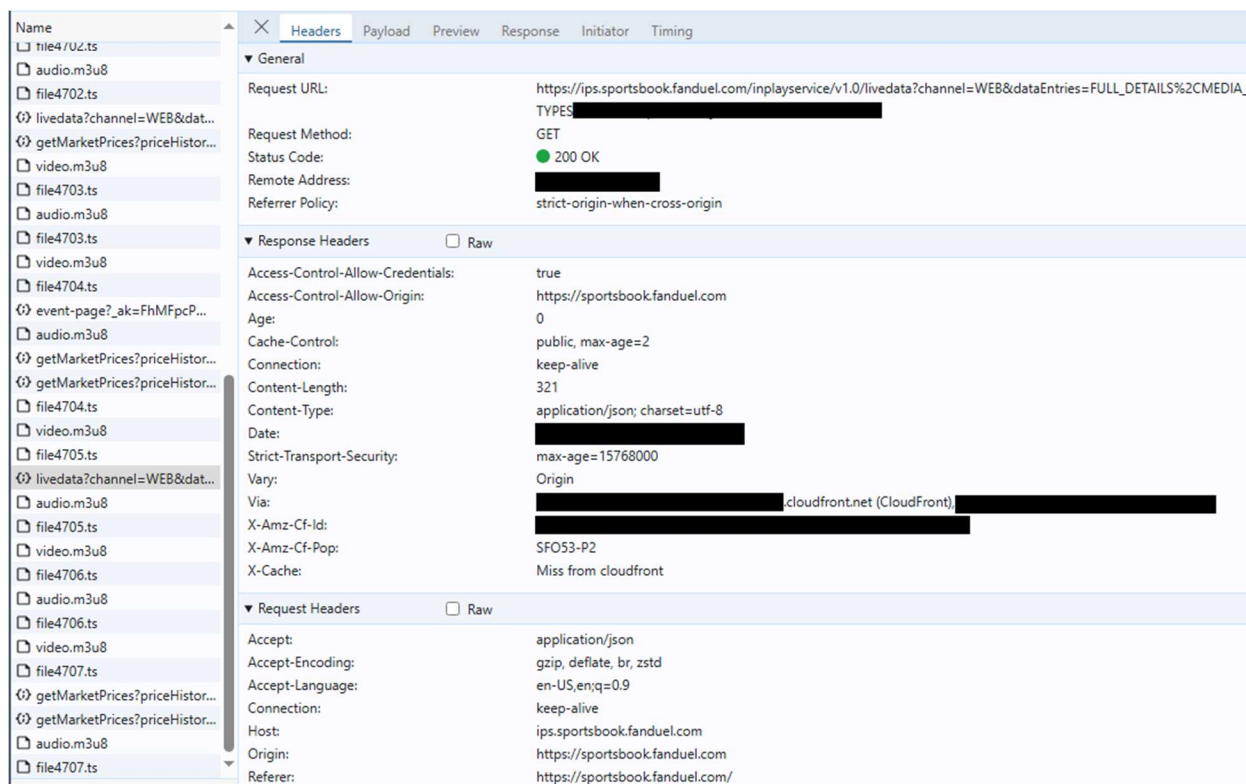 Name
file4702.ts
audio.m3u8
file4702.ts
livedata?channel=WEB&dat...
getMarketPrices?priceHistor...
video.m3u8
file4703.ts
audio.m3u8
file4703.ts
video.m3u8
file4704.ts
event-page?_ak=FhMFpcP...
audio.m3u8
getMarketPrices?priceHistor...
getMarketPrices?priceHistor...
file4704.ts
video.m3u8
file4705.ts
livedata?channel=WEB&dat...
audio.m3u8
file4705.ts
video.m3u8
file4706.ts
audio.m3u8
file4706.ts
video.m3u8
file4707.ts
getMarketPrices?priceHistor...
getMarketPrices?priceHistor...
audio.m3u8
file4707.ts
Headers Payload Preview Response Initiator Timing
General
Request URL: https://ips.sportsbook.fanduel.com/inplayservice/v1.0/livedata?channel=WEB&dataEntries=FULL_DETAILS%2CMEDIA_
TYPES
Request Method: GET
Status Code: 200 OK
Remote Address:
Referrer Policy: strict-origin-when-cross-origin
Response Headers Raw
Access-Control-Allow-Credentials: true
Access-Control-Allow-Origin: https://sportsbook.fanduel.com
Age: 0
Cache-Control: public, max-age=2
Connection: keep-alive
Content-Length: 321
Content-Type: application/json; charset=utf-8
Date:
Strict-Transport-Security: max-age=15768000
Vary: Origin
Via: .cloudfront.net (CloudFront),
X-Amz-Cf-Id:
X-Amz-Cf-Pop: SFO53-P2
X-Cache: Miss from cloudfront
Request Headers Raw
Accept: application/json
Accept-Encoding: gzip, deflate, br, zstd
Accept-Language: en-US,en;q=0.9
Connection: keep-alive
Host: ips.sportsbook.fanduel.com
Origin: https://sportsbook.fanduel.com
Referer: https://sportsbook.fanduel.com/